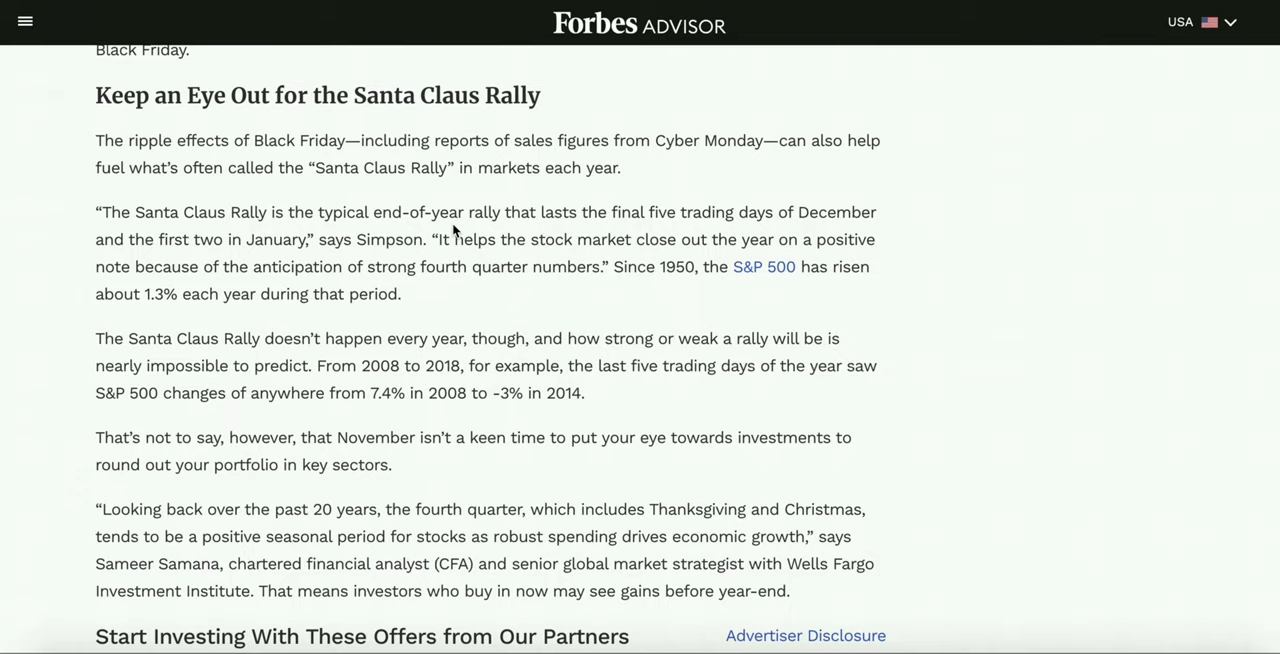 Forbes ADVISOR
USA
Black Friday.
Keep an Eye Out for the Santa Claus Rally
The ripple effects of Black Friday—including reports of sales figures from Cyber Monday—can also help
fuel what’s often called the “Santa Claus Rally” in markets each year.
“The Santa Claus Rally is the typical end-of-year rally that lasts the final five trading days of December
and the first two in January,” says Simpson. “It helps the stock market close out the year on a positive
note because of the anticipation of strong fourth quarter numbers.” Since 1950, the S&P 500 has risen
about 1.3% each year during that period.
The Santa Claus Rally doesn’t happen every year, though, and how strong or weak a rally will be is
nearly impossible to predict. From 2008 to 2018, for example, the last five trading days of the year saw
S&P 500 changes of anywhere from 7.4% in 2008 to -3% in 2014.
That’s not to say, however, that November isn’t a keen time to put your eye towards investments to
round out your portfolio in key sectors.
“Looking back over the past 20 years, the fourth quarter, which includes Thanksgiving and Christmas,
tends to be a positive seasonal period for stocks as robust spending drives economic growth,” says
Sameer Samana, chartered financial analyst (CFA) and senior global market strategist with Wells Fargo
Investment Institute. That means investors who buy in now may see gains before year-end.
Start Investing With These Offers from Our Partners
Advertiser Disclosure